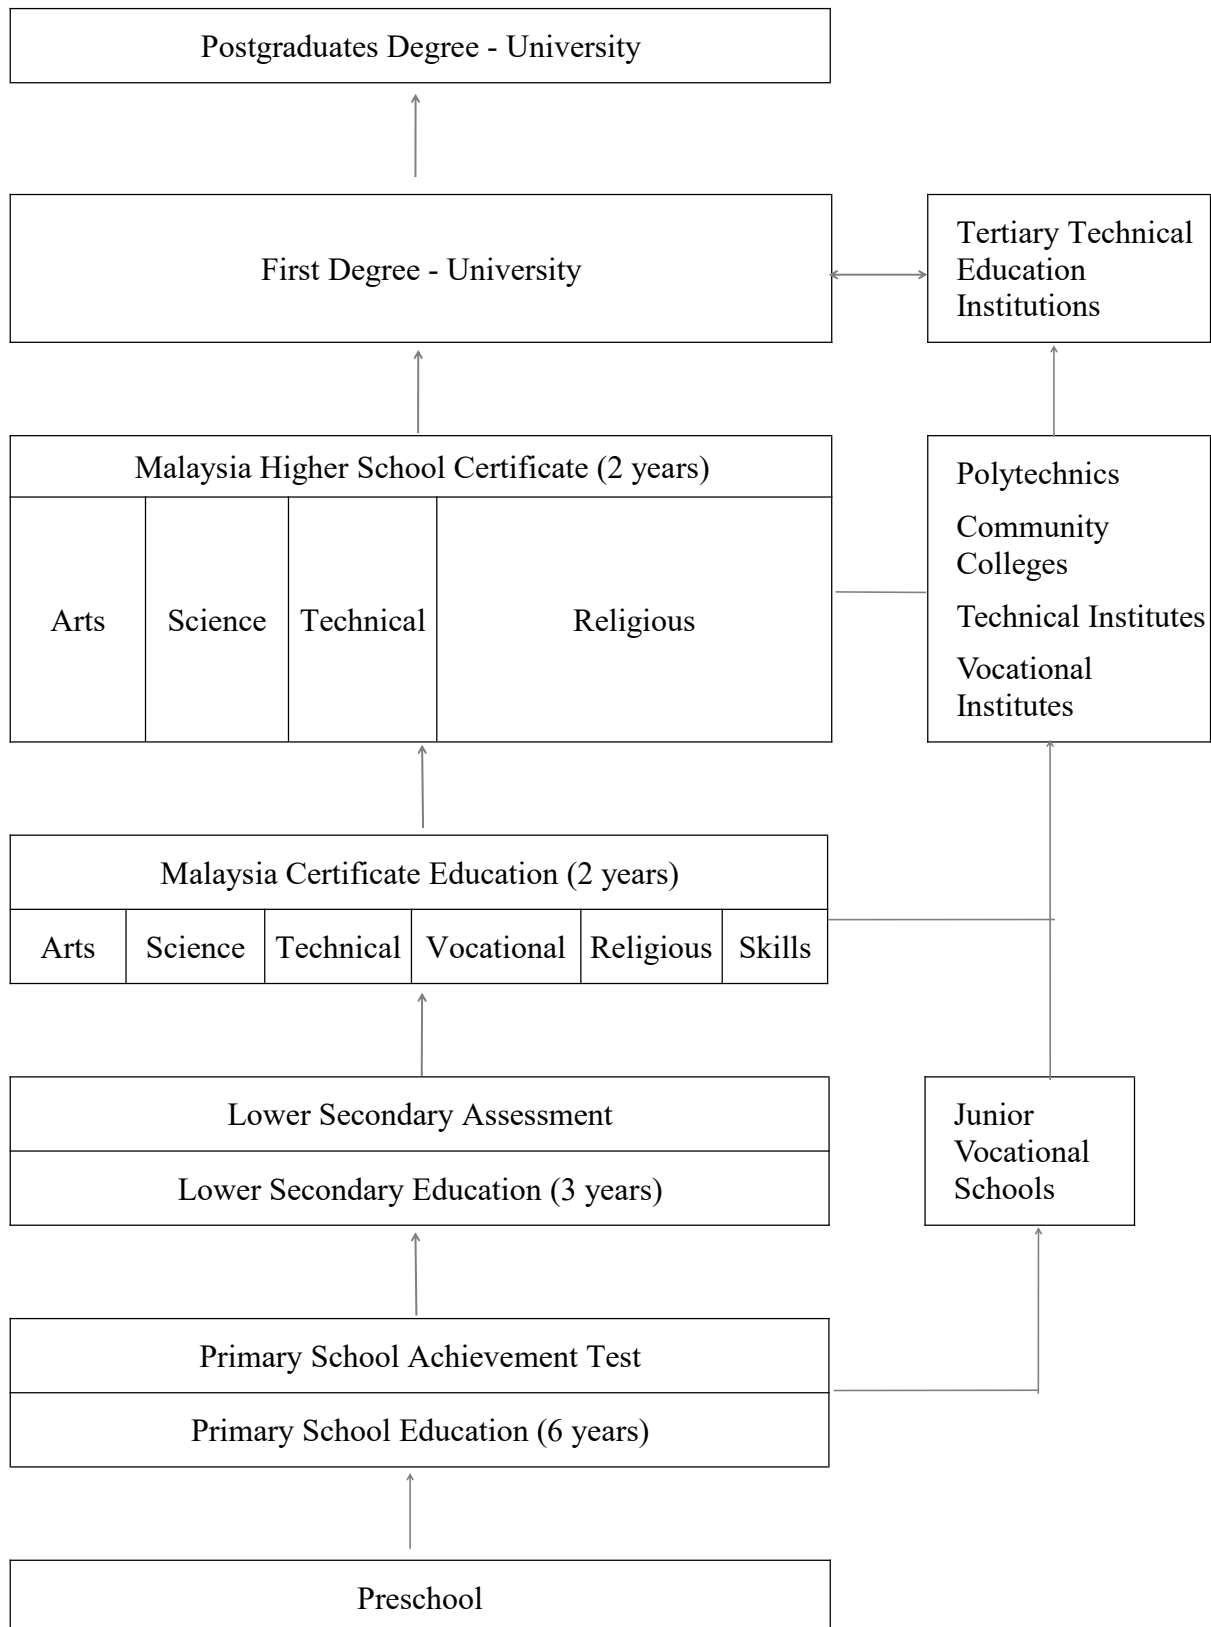 Postgraduates Degree - University
First Degree - University
Tertiary Technical
Education
Institutions
Malaysia Higher School Certificate (2 years)
Arts
Science
Technical
Religious
Polytechnics
Community
Colleges
Technical Institutes
Vocational
Institutes
Malaysia Certificate Education (2 years)
Arts
Science
Technical
Vocational
Religious
Skills
Lower Secondary Assessment
Lower Secondary Education (3 years)
Junior
Vocational
Schools
Primary School Achievement Test
Primary School Education (6 years)
Preschool